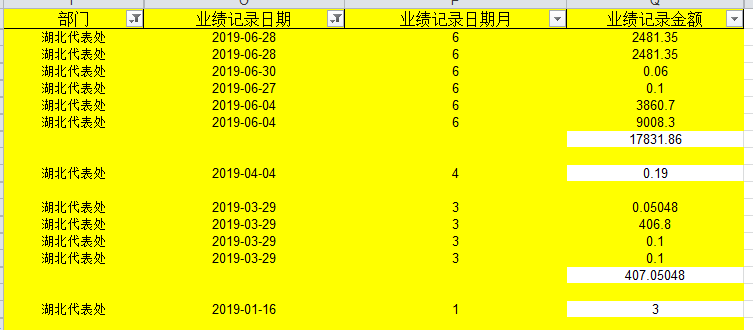 部门 业绩记录日期 业绩记录日期月 业绩记录金额
湖北代表处 2019-06-28 6 2481.35
湖北代表处 2019-06-28 6 2481.35
湖北代表处 2019-06-30 6 0.06
湖北代表处 2019-06-27 6 0.1
湖北代表处 2019-06-04 6 3860.7
湖北代表处 2019-06-04 6 9008.3
17831.86
湖北代表处 2019-04-04 4 0.19
湖北代表处 2019-03-29 3 0.05048
湖北代表处 2019-03-29 3 406.8
湖北代表处 2019-03-29 3 0.1
湖北代表处 2019-03-29 3 0.1
407.05048
湖北代表处 2019-01-16 1 3